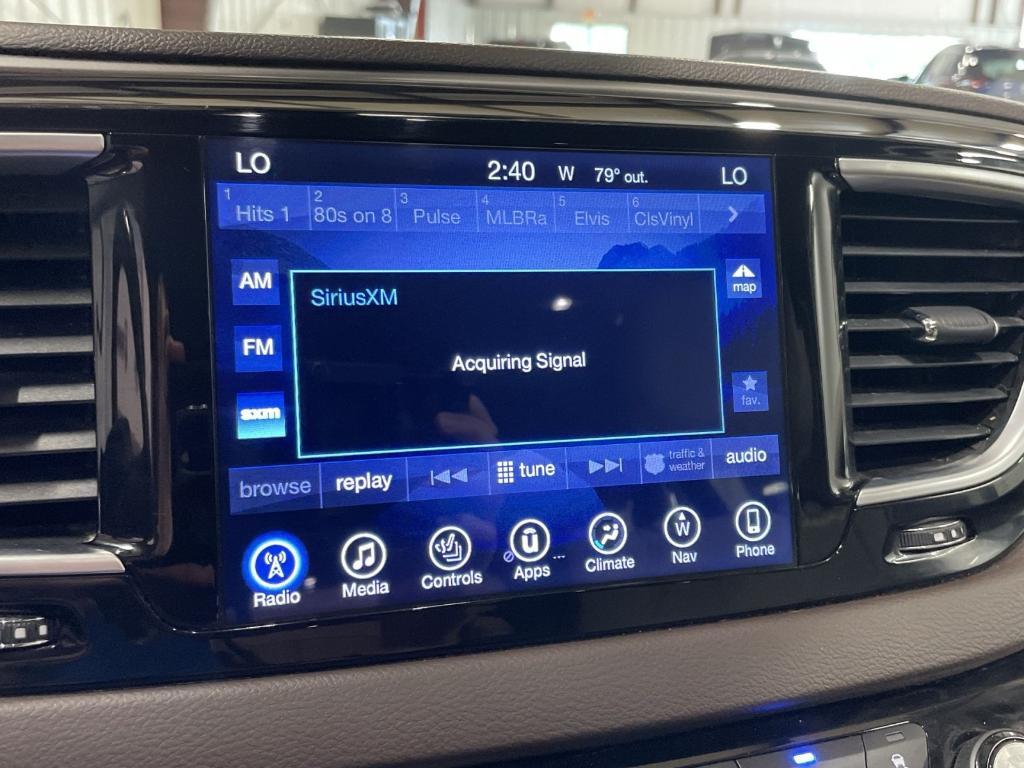 LO 2:40 W 79° out. LO
1 Hits 1 2 80s on 8 3 Pulse 4 MLBRa 5 Elvis 6 ClsVinyl
AM
SiriusXM
map
FM
Acquiring Signal
sxm
fav.
browse replay tune traffic & weather audio
Radio Media Controls Apps ... Climate W Nav Phone